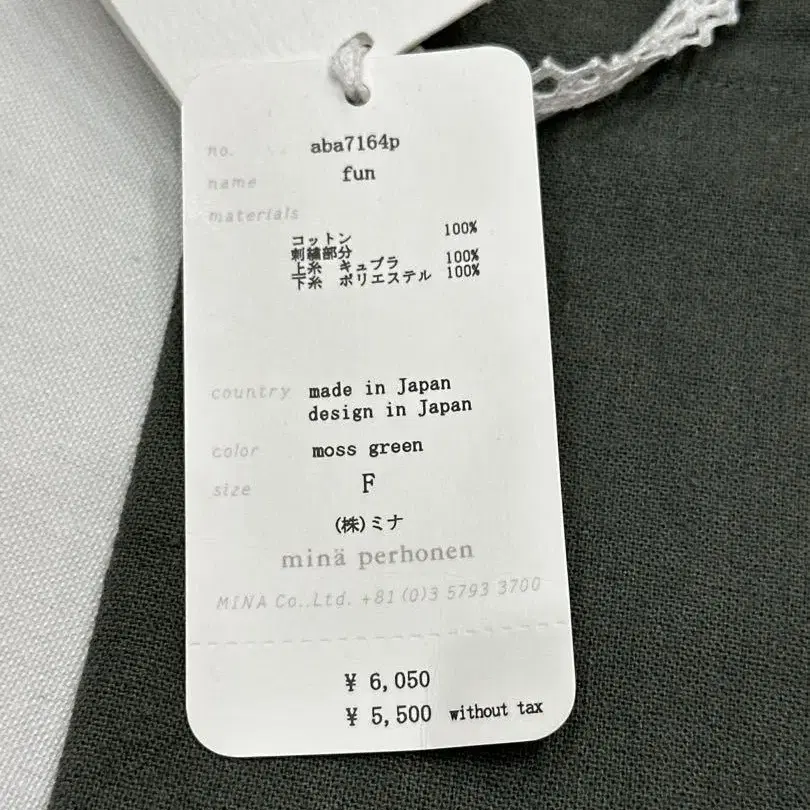 no. aba7164p
name fun
materials
コットン 100%
刺繍部分
上糸 キュプラ 100%
下糸 ポリエステル 100%
country made in Japan
design in Japan
color moss green
size F
(株)ミナ
minä perhonen
MINA Co.,Ltd. +81(0)3 5793 3700
¥ 6,050
¥ 5,500 without tax